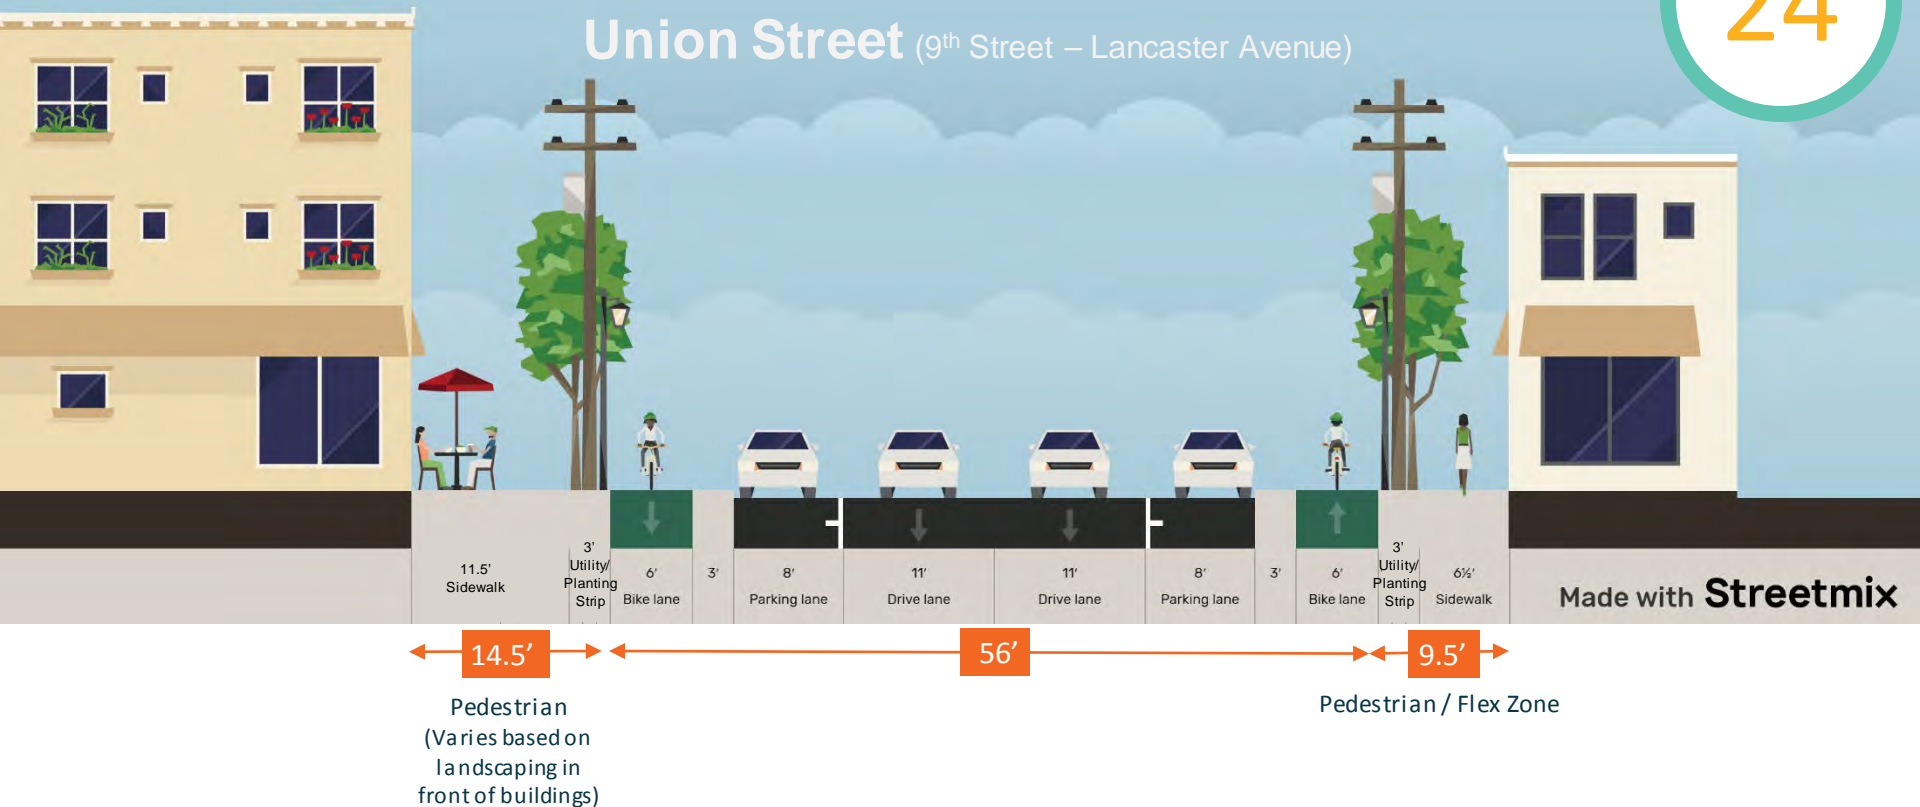 24
Union Street (9th Street – Lancaster Avenue)
11.5'
Sidewalk
3'
Utility/
Planting
Strip
6'
Bike lane
3'
8'
Parking lane
11'
Drive lane
11'
Drive lane
8'
Parking lane
3'
6'
Bike lane
3'
Utility/
Planting
Strip
6½'
Sidewalk
Made with Streetmix
14.5’
56’
9.5’
Pedestrian
(Varies based on
landscaping in
front of buildings)
Pedestrian / Flex Zone